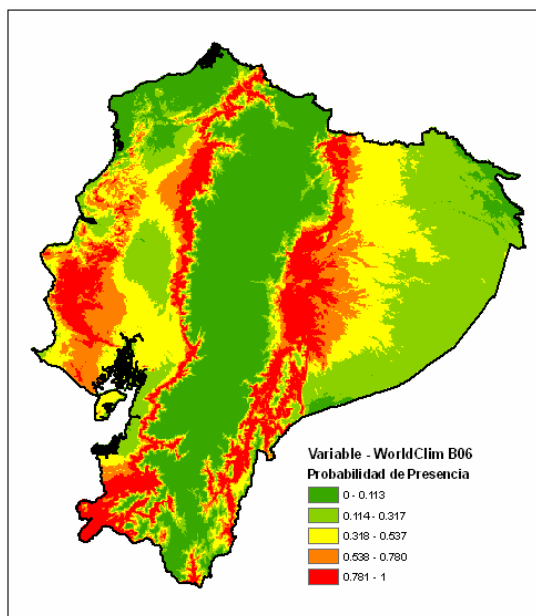 Variable - WorldClim B06
Probabilidad de Presencia
0 - 0.113
0.114 - 0.317
0.318 - 0.537
0.538 - 0.780
0.781 - 1